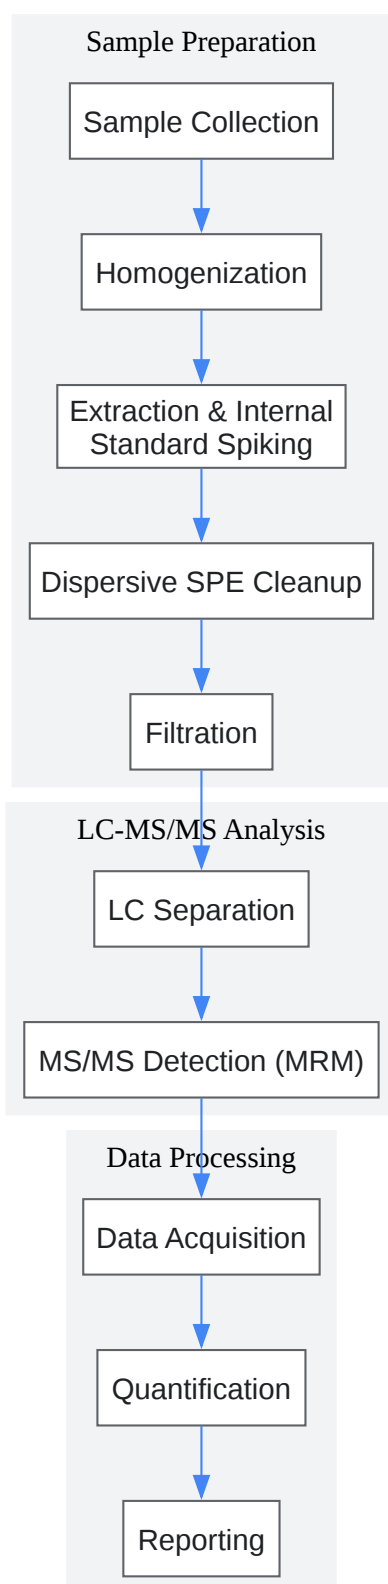 Sample Preparation
Sample Collection
Homogenization
Extraction & Internal
Standard Spiking
Dispersive SPE Cleanup
Filtration
LC-MS/MS Analysis
LC Separation
MS/MS Detection (MRM)
Data Processing
Data Acquisition
Quantification
Reporting